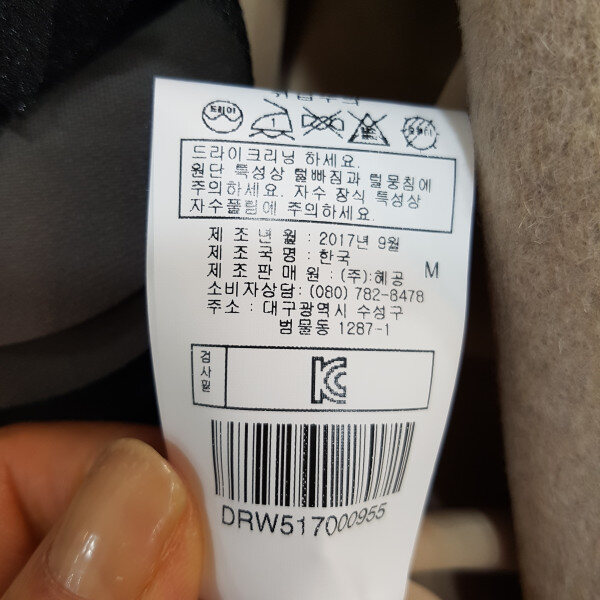 드라이
드라이크리닝 하세요.
원단 특성상 털빠짐과 털뭉침에
주의하세요. 자수 장식 특성상
자수풀림에 주의하세요.
제 조 년 월 : 2017년 9월
제 조 국 명 : 한국
제 조 판 매 원 : (주)혜공
M
소비자상담: (080) 782-8478
주소 : 대구광역시 수성구
범물동 1287-1
검사필
KC
DRW517000955